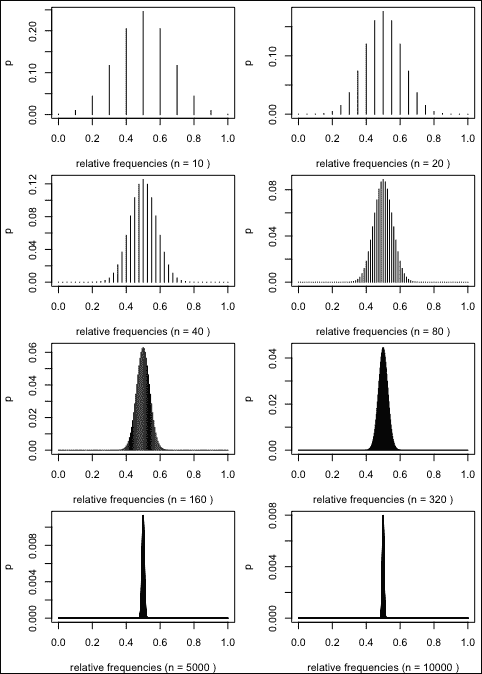 p
0.00 0.10 0.20
0.0 0.2 0.4 0.6 0.8 1.0
relative frequencies (n = 10 )
p
0.00 0.10
0.0 0.2 0.4 0.6 0.8 1.0
relative frequencies (n = 20 )
p
0.00 0.04 0.08 0.12
0.0 0.2 0.4 0.6 0.8 1.0
relative frequencies (n = 40 )
p
0.00 0.04 0.08
0.0 0.2 0.4 0.6 0.8 1.0
relative frequencies (n = 80 )
p
0.00 0.02 0.04 0.06
0.0 0.2 0.4 0.6 0.8 1.0
relative frequencies (n = 160 )
p
0.00 0.02 0.04
0.0 0.2 0.4 0.6 0.8 1.0
relative frequencies (n = 320 )
p
0.000 0.004 0.008
0.0 0.2 0.4 0.6 0.8 1.0
relative frequencies (n = 5000 )
p
0.000 0.004 0.008
0.0 0.2 0.4 0.6 0.8 1.0
relative frequencies (n = 10000 )